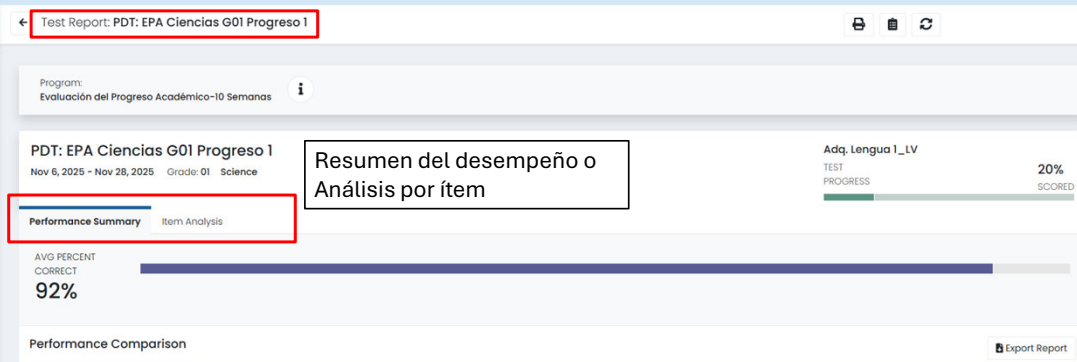 Test Report: PDT: EPA Ciencias G01 Progreso 1
Program:
Evaluación del Progreso Académico-10 Semanas
i
PDT: EPA Ciencias G01 Progreso 1
Nov 6, 2025 - Nov 28, 2025 Grade: 01 Science
Resumen del desempeño o
Análisis por ítem
Adq. Lengua 1_LV
TEST
PROGRESS
20%
SCORED
Performance Summary Item Analysis
AVG PERCENT
CORRECT
92%
Performance Comparison
Export Report